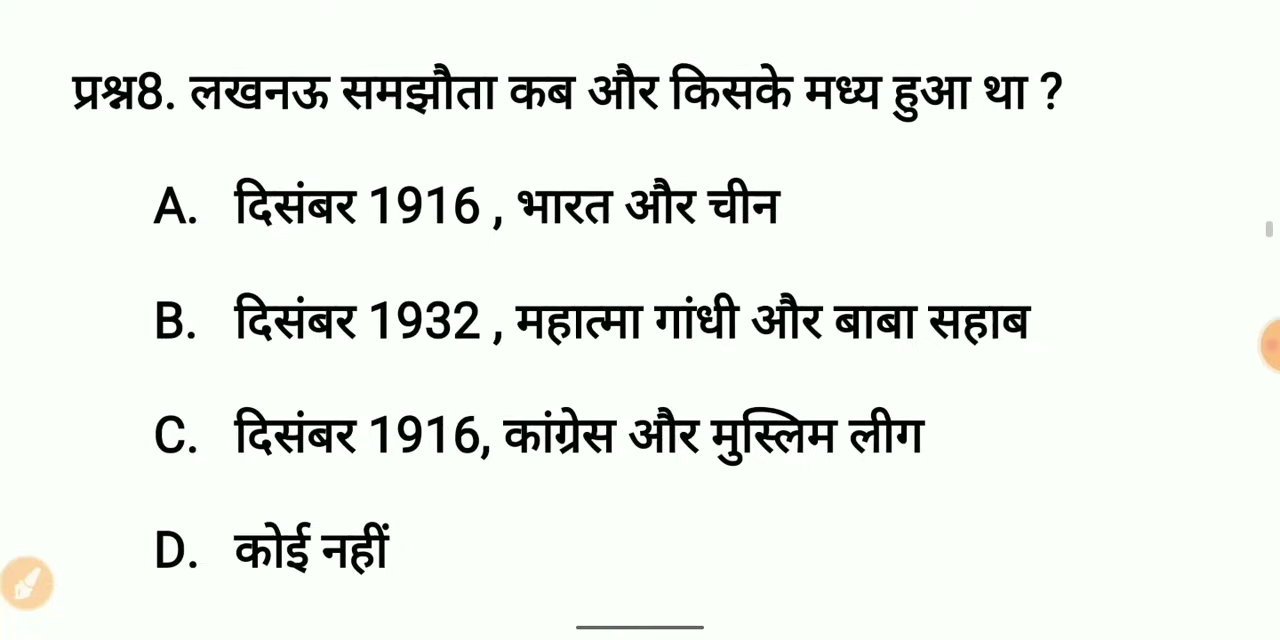 प्रश्न8. लखनऊ समझौता कब और किसके मध्य हुआ था ?
A. दिसंबर 1916 , भारत और चीन
B. दिसंबर 1932 , महात्मा गांधी और बाबा सहाब
C. दिसंबर 1916, कांग्रेस और मुस्लिम लीग
D. कोई नहीं